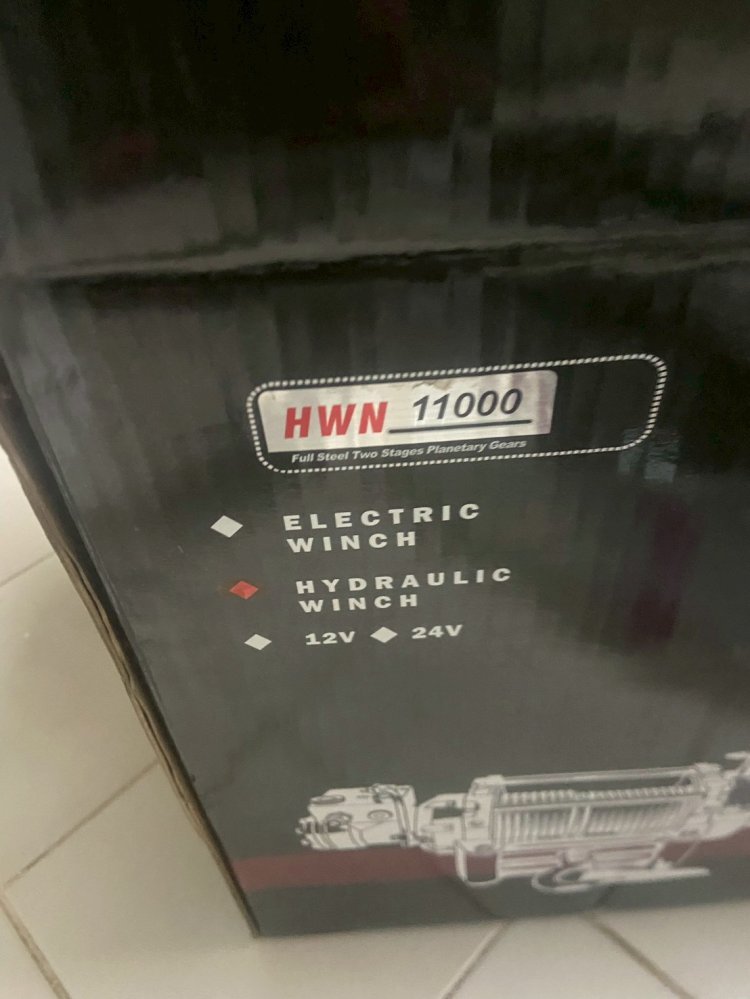 HWN 11000
Full Steel Two Stages Planetary Gears
ELECTRIC
WINCH
HYDRAULIC
WINCH
12V 24V